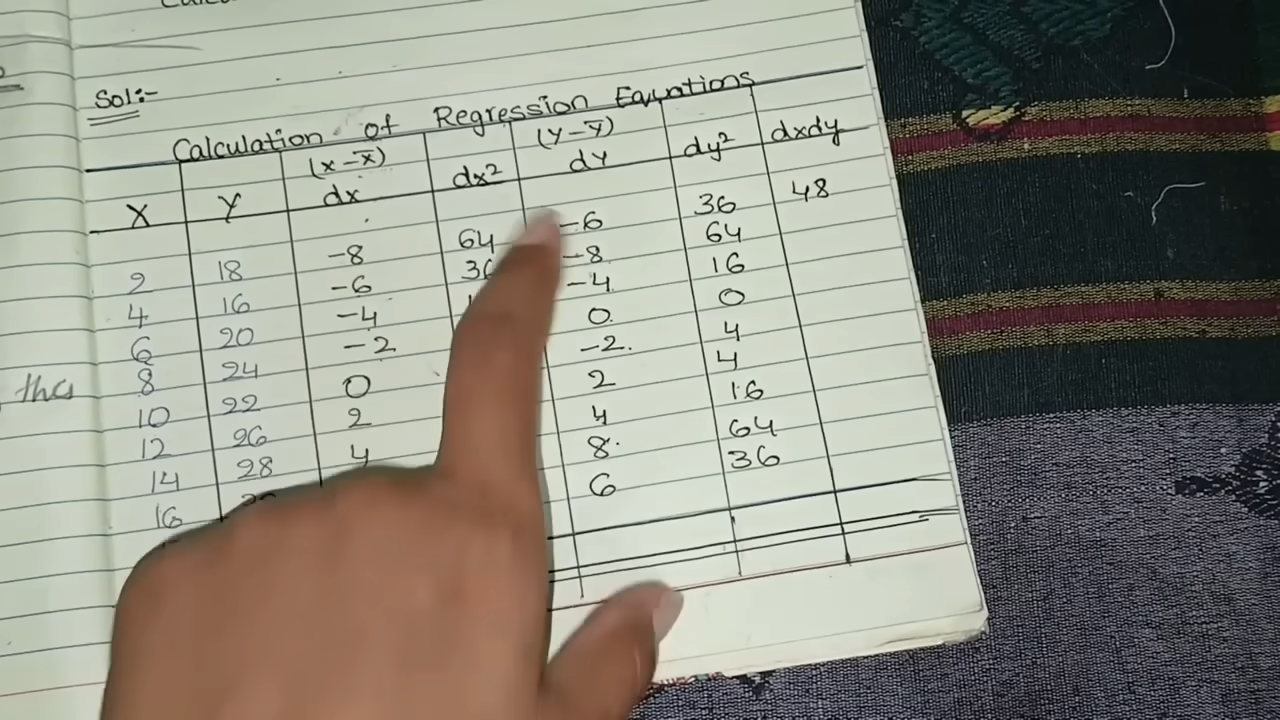 Sol:-
Calculation of Regression Equations
X Y (x-x̅) dx dx² (y-y̅) dy dy² dxdy
2 18 -8 64 -6 36 48
4 16 -6 36 -8 64
6 20 -4 -4 16
8 24 -2 0 0
10 22 0 -2 4
12 26 2 2 4
14 28 4 4 16
16 8 64
6 36